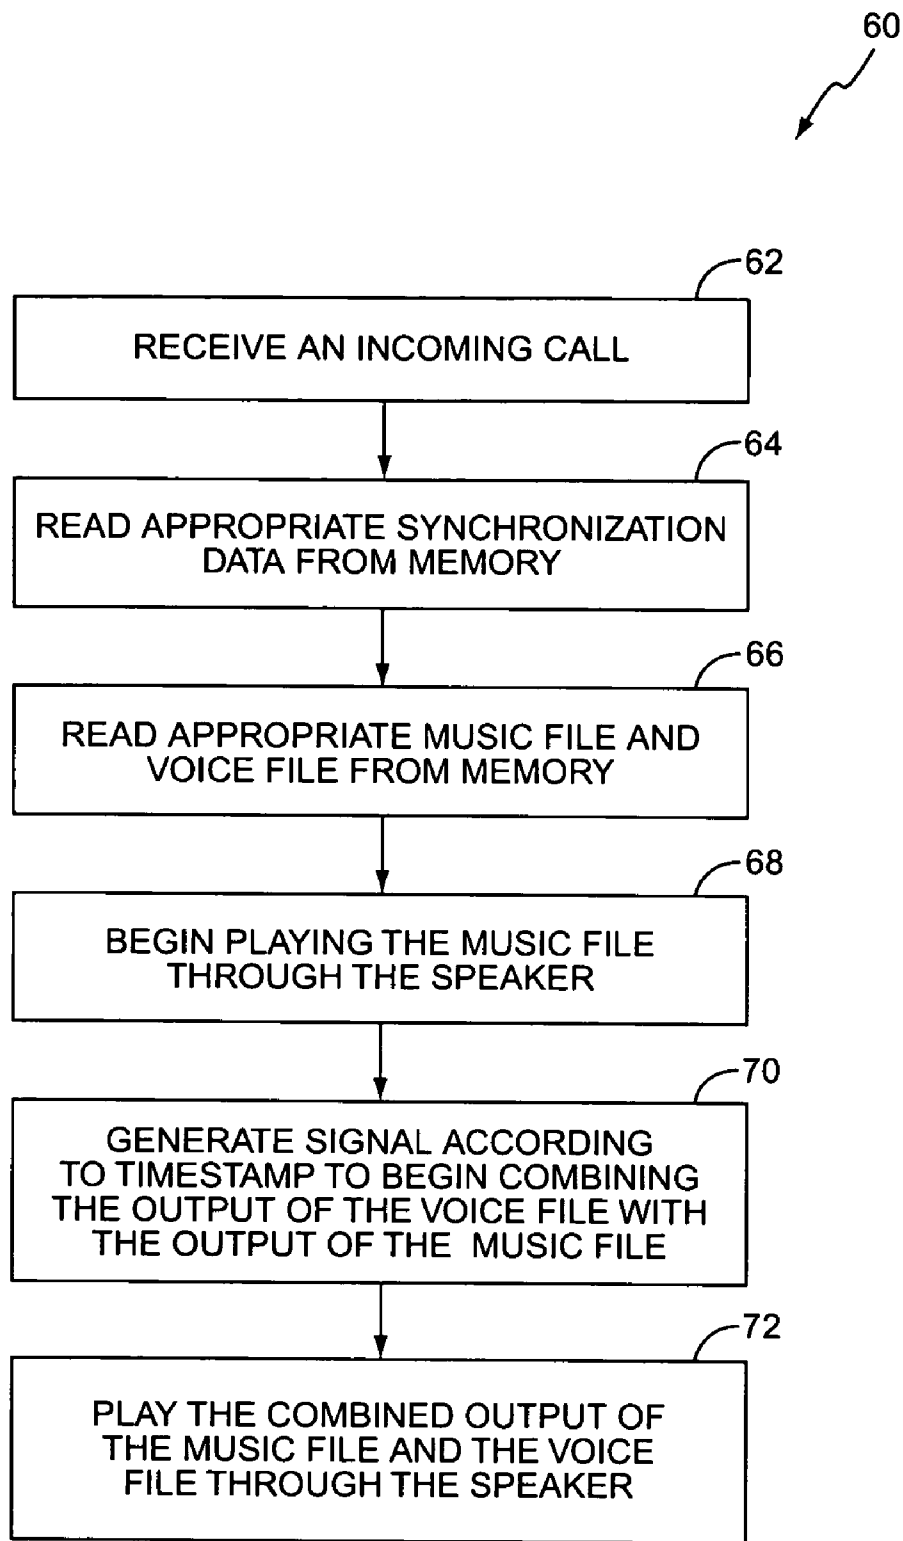 60
62
RECEIVE AN INCOMING CALL
64
READ APPROPRIATE SYNCHRONIZATION
DATA FROM MEMORY
66
READ APPROPRIATE MUSIC FILE AND
VOICE FILE FROM MEMORY
68
BEGIN PLAYING THE MUSIC FILE
THROUGH THE SPEAKER
70
GENERATE SIGNAL ACCORDING
TO TIMESTAMP TO BEGIN COMBINING
THE OUTPUT OF THE VOICE FILE WITH
THE OUTPUT OF THE MUSIC FILE
72
PLAY THE COMBINED OUTPUT OF
THE MUSIC FILE AND THE VOICE
FILE THROUGH THE SPEAKER